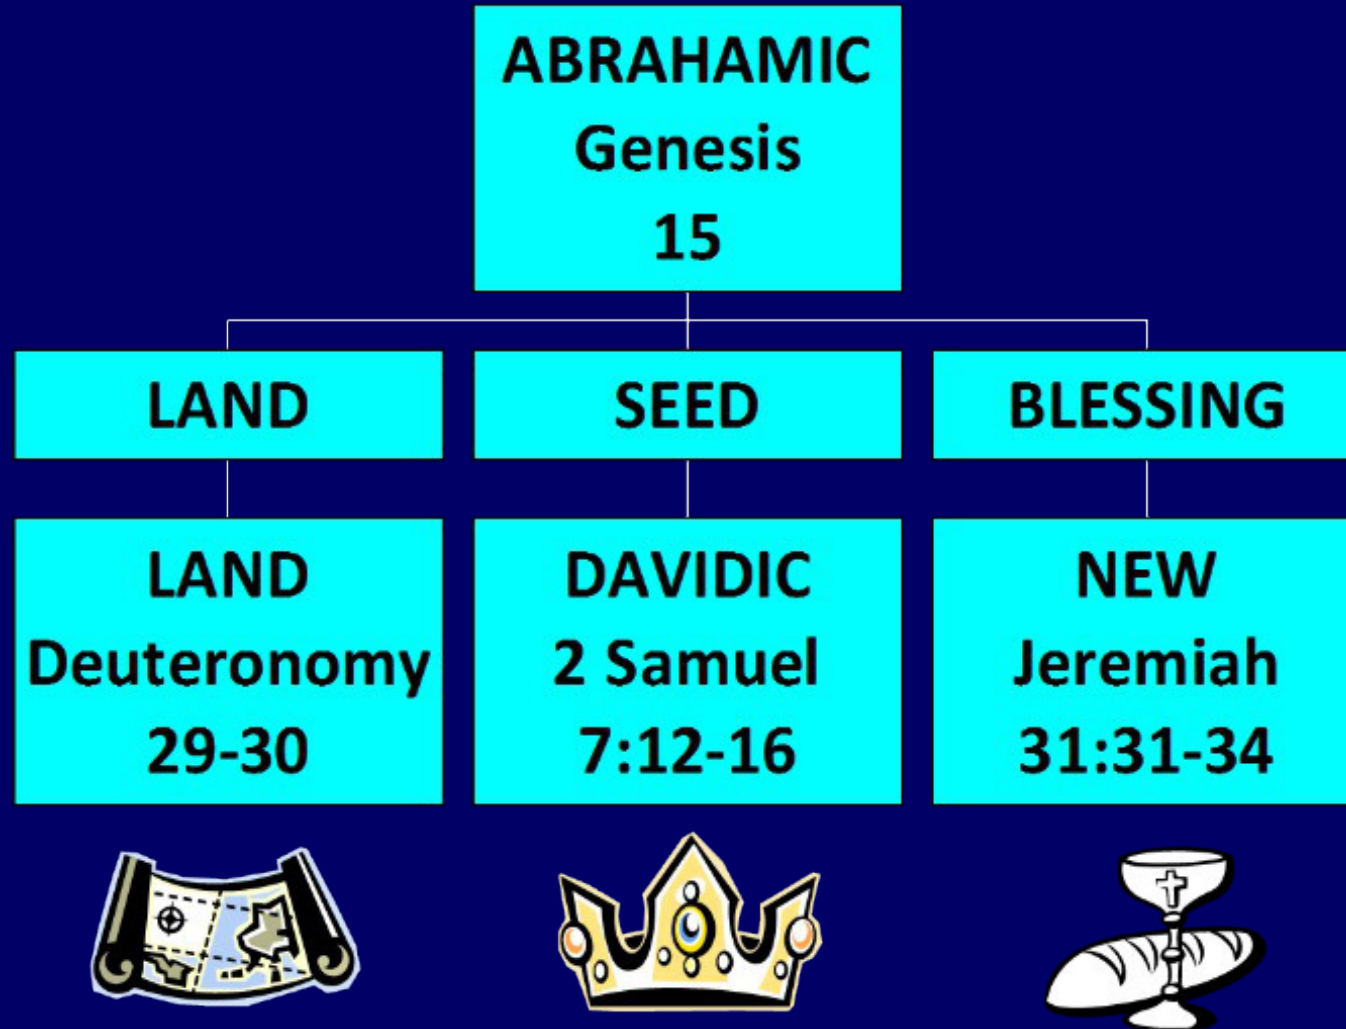 ABRAHAMIC
Genesis
15
LAND
SEED
BLESSING
LAND
Deuteronomy
29-30
DAVIDIC
2 Samuel
7:12-16
NEW
Jeremiah
31:31-34